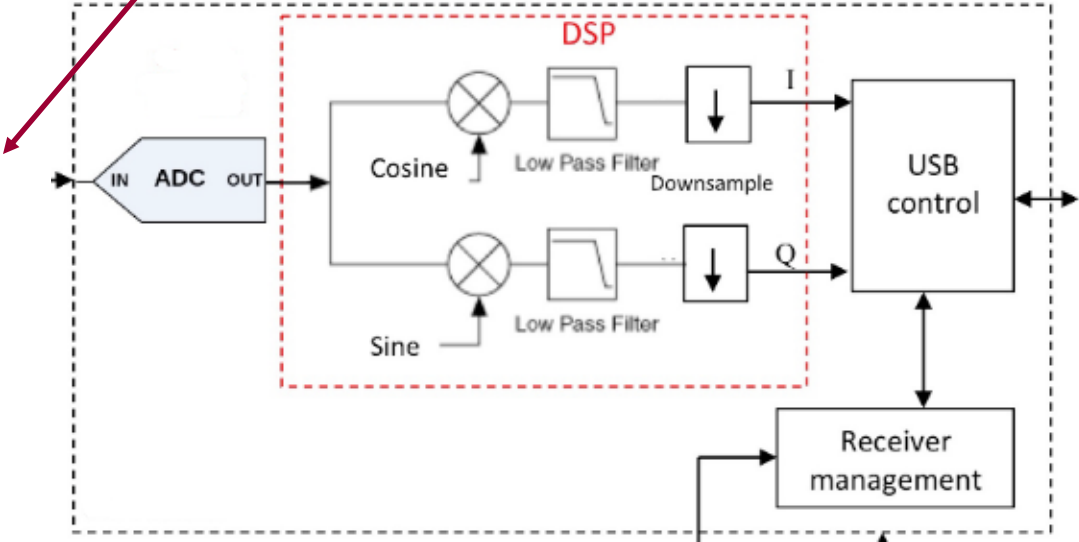 DSP
I
Cosine
Low Pass Filter
Downsample
USB
control
IN ADC OUT
Q
Low Pass Filter
Sine
Receiver
management